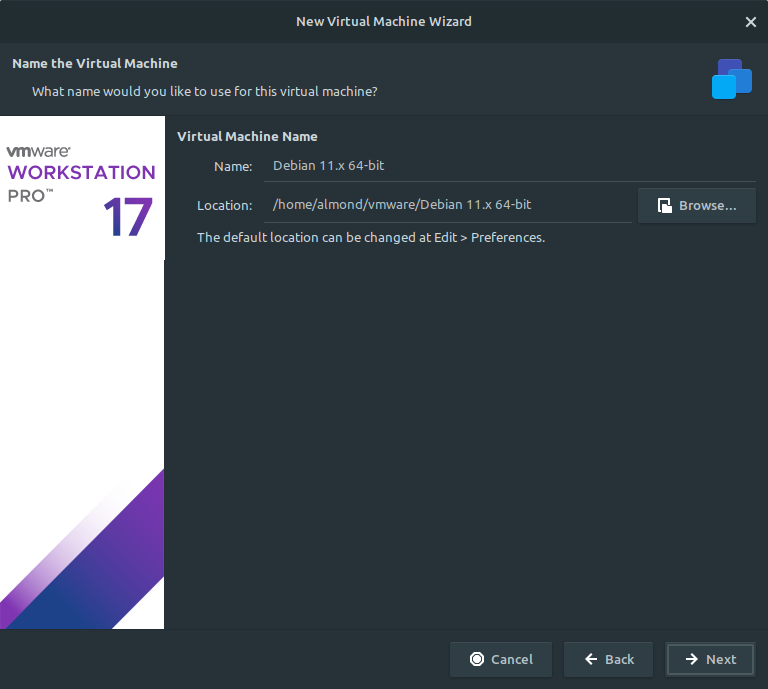 New Virtual Machine Wizard
Name the Virtual Machine
What name would you like to use for this virtual machine?
vmware®
WORKSTATION
PRO™
17
Virtual Machine Name
Name: Debian 11.x 64-bit
Location: /home/almond/vmware/Debian 11.x 64-bit Browse...
The default location can be changed at Edit > Preferences.
Cancel Back Next